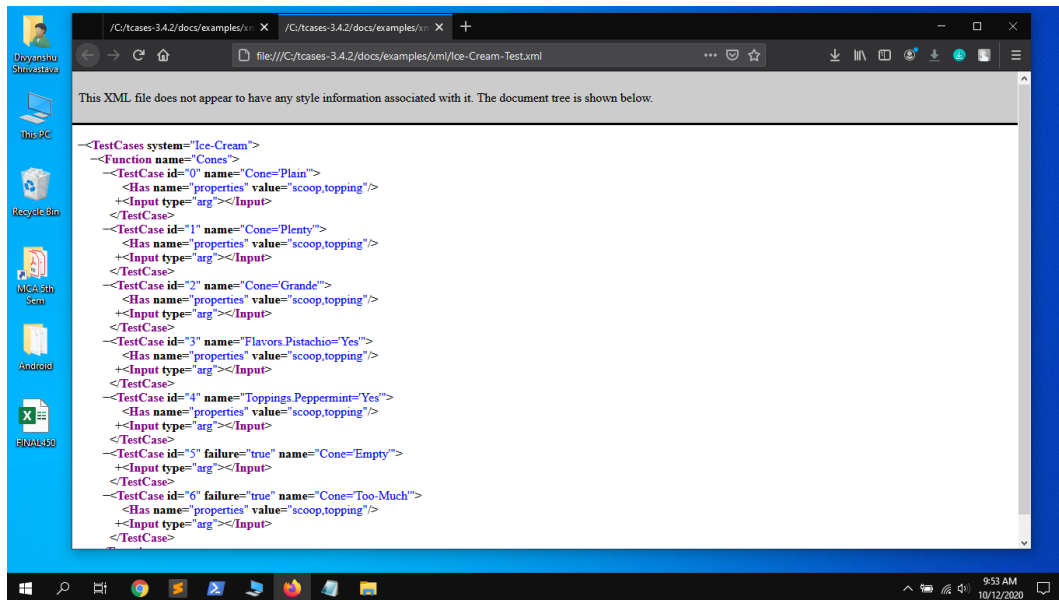 /C:/tcases-3.4.2/docs/examples/xm
/C:/tcases-3.4.2/docs/examples/xm
file:///C:/tcases-3.4.2/docs/examples/xml/Ice-Cream-Test.xml
Divyanshu
Shrivastava
This PC
Recycle Bin
MCA 5th
Sem
Android
FINAL450
This XML file does not appear to have any style information associated with it. The document tree is shown below.
−<TestCases system="Ice-Cream">
−<Function name="Cones">
−<TestCase id="0" name="Cone='Plain'">
<Has name="properties" value="scoop,topping"/>
+<Input type="arg"></Input>
</TestCase>
−<TestCase id="1" name="Cone='Plenty'">
<Has name="properties" value="scoop,topping"/>
+<Input type="arg"></Input>
</TestCase>
−<TestCase id="2" name="Cone='Grande'">
<Has name="properties" value="scoop,topping"/>
+<Input type="arg"></Input>
</TestCase>
−<TestCase id="3" name="Flavors.Pistachio='Yes'">
<Has name="properties" value="scoop,topping"/>
+<Input type="arg"></Input>
</TestCase>
−<TestCase id="4" name="Toppings.Peppermint='Yes'">
<Has name="properties" value="scoop,topping"/>
+<Input type="arg"></Input>
</TestCase>
−<TestCase id="5" failure="true" name="Cone='Empty'">
+<Input type="arg"></Input>
</TestCase>
−<TestCase id="6" failure="true" name="Cone='Too-Much'">
<Has name="properties" value="scoop,topping"/>
+<Input type="arg"></Input>
</TestCase>
9:53 AM
10/12/2020